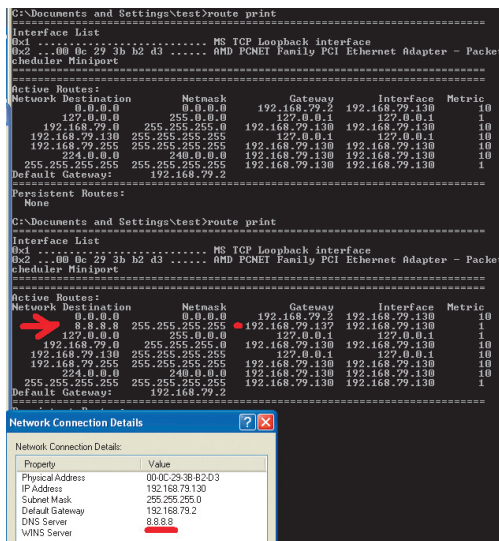 C:\Documents and Settings\test>route print
Interface List
0x1 ........................... MS TCP Loopback interface
0x2 ...00 0c 29 3b b2 d3 ...... AMD PCNET Family PCI Ethernet Adapter - Packe
cheduler Miniport
Active Routes:
Network Destination Netmask Gateway Interface Metric
0.0.0.0 0.0.0.0 192.168.79.2 192.168.79.130 10
127.0.0.0 255.0.0.0 127.0.0.1 127.0.0.1 1
192.168.79.0 255.255.255.0 192.168.79.130 192.168.79.130 10
192.168.79.130 255.255.255.255 127.0.0.1 127.0.0.1 10
192.168.79.255 255.255.255.255 192.168.79.130 192.168.79.130 10
224.0.0.0 240.0.0.0 192.168.79.130 192.168.79.130 10
255.255.255.255 255.255.255.255 192.168.79.130 192.168.79.130 1
Default Gateway: 192.168.79.2
Persistent Routes:
None
C:\Documents and Settings\test>route print
Interface List
0x1 ........................... MS TCP Loopback interface
0x2 ...00 0c 29 3b b2 d3 ...... AMD PCNET Family PCI Ethernet Adapter - Packe
cheduler Miniport
Active Routes:
Network Destination Netmask Gateway Interface Metric
0.0.0.0 0.0.0.0 192.168.79.2 192.168.79.130 10
8.8.8.8 255.255.255.255 192.168.79.137 192.168.79.130 1
127.0.0.0 255.0.0.0 127.0.0.1 127.0.0.1 1
192.168.79.0 255.255.255.0 192.168.79.130 192.168.79.130 10
192.168.79.130 255.255.255.255 127.0.0.1 127.0.0.1 10
192.168.79.255 255.255.255.255 192.168.79.130 192.168.79.130 10
224.0.0.0 240.0.0.0 192.168.79.130 192.168.79.130 10
255.255.255.255 255.255.255.255 192.168.79.130 192.168.79.130 1
Default Gateway: 192.168.79.2
Network Connection Details
Network Connection Details:
Property Value
Physical Address 00-0C-29-3B-B2-D3
IP Address 192.168.79.130
Subnet Mask 255.255.255.0
Default Gateway 192.168.79.2
DNS Server 8.8.8.8
WINS Server